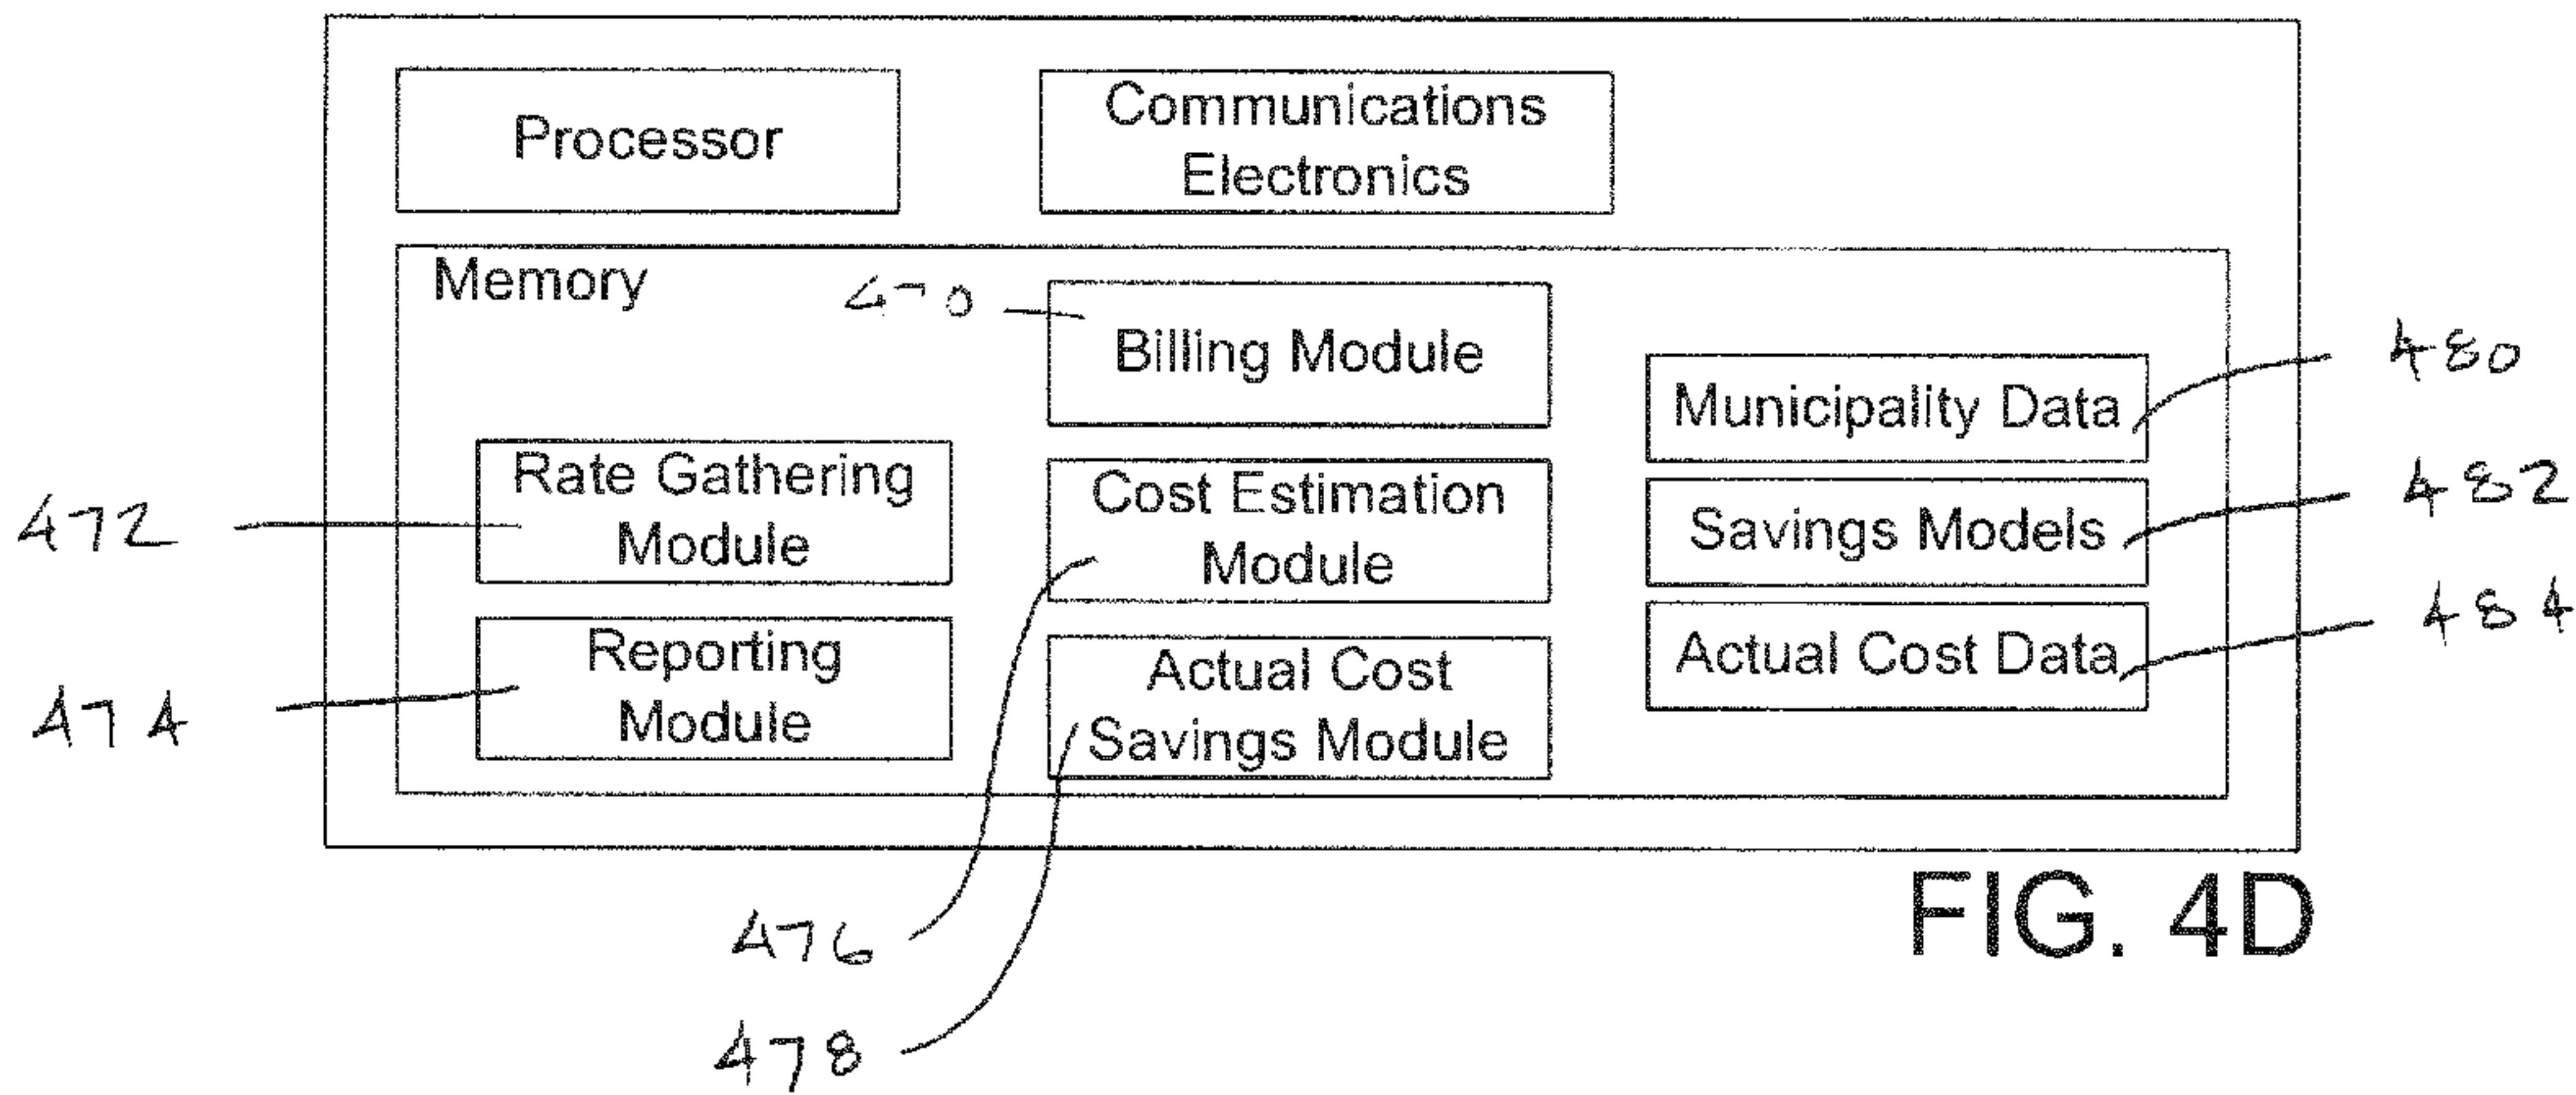 Processor
Communications
Electronics
Memory
470
Billing Module
480
Municipality Data
472
Rate Gathering
Module
Cost Estimation
Module
482
Savings Models
474
Reporting
Module
Actual Cost
Savings Module
484
Actual Cost Data
476
478
FIG. 4D